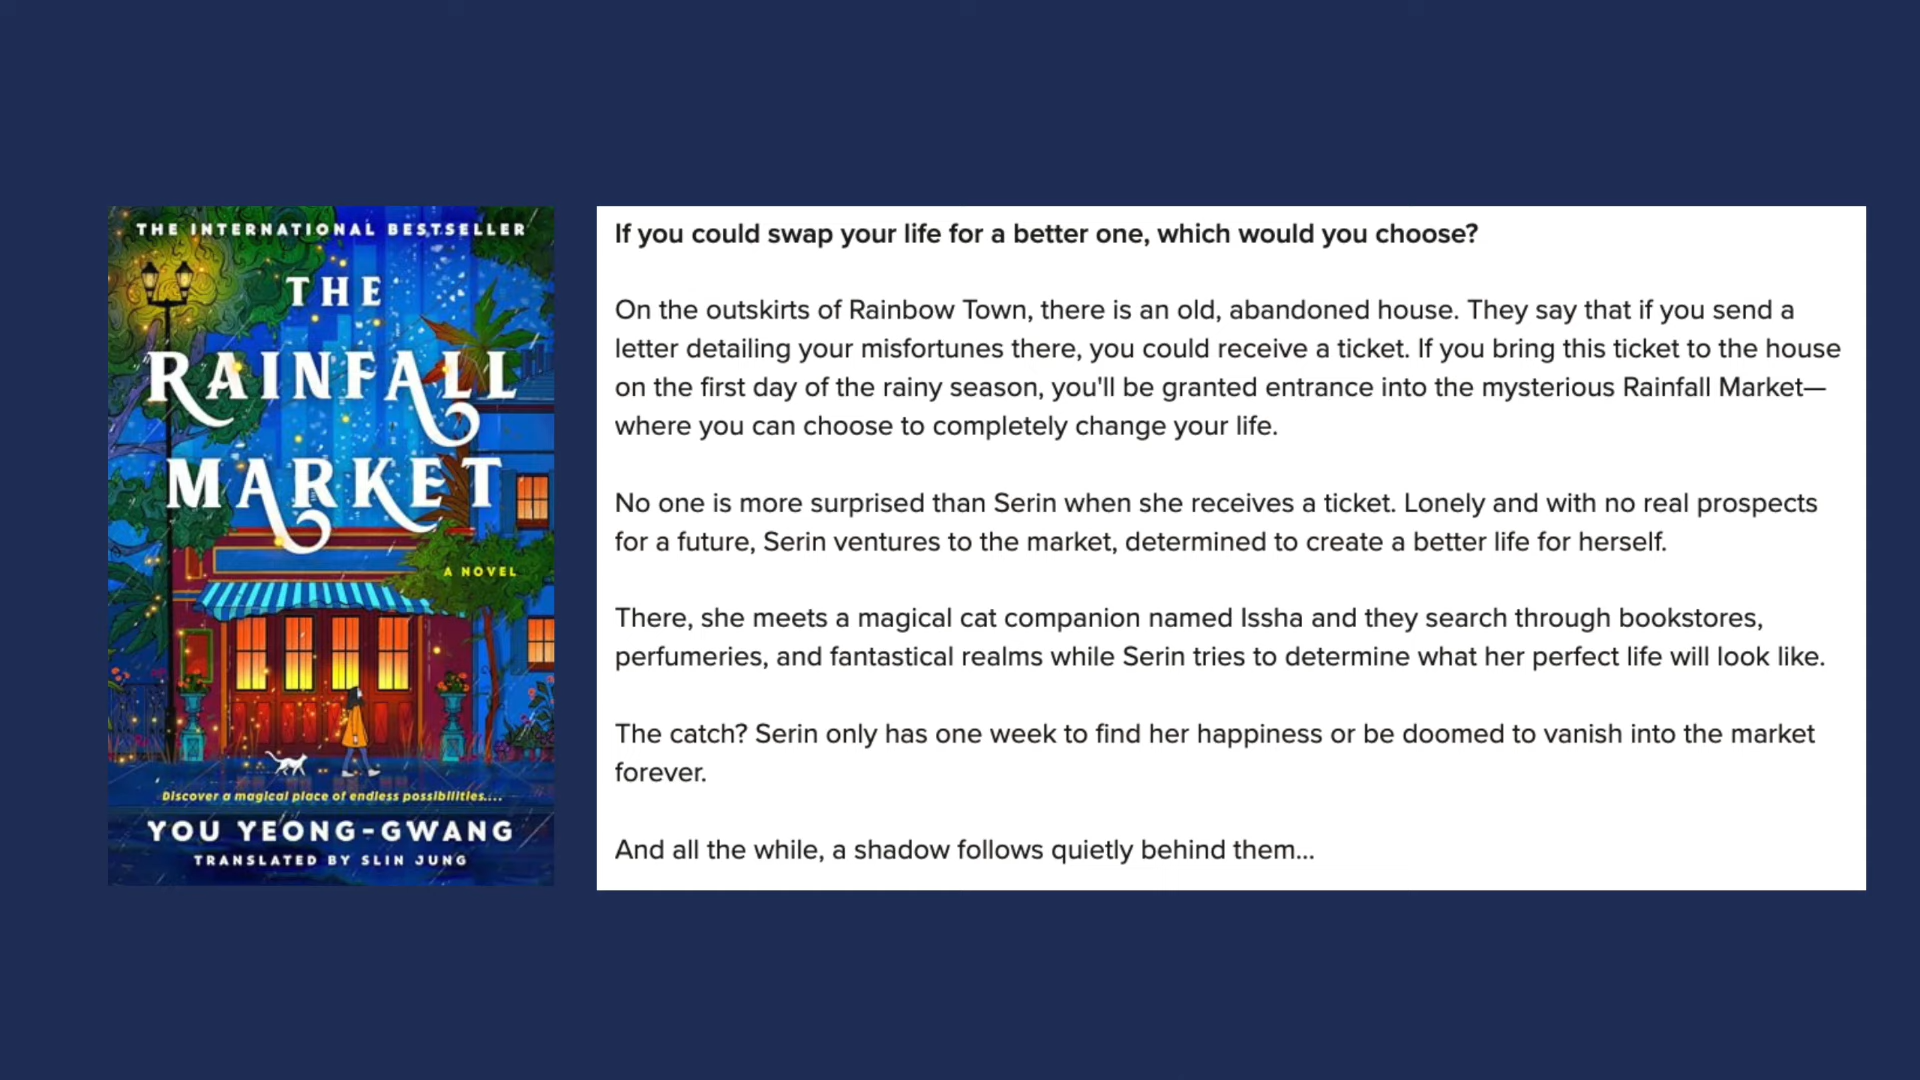 THE INTERNATIONAL BESTSELLER
THE
RAINFALL
MARKET
A NOVEL
Discover a magical place of endless possibilities....
YOU YEONG-GWANG
TRANSLATED BY SLIN JUNG
If you could swap your life for a better one, which would you choose?
On the outskirts of Rainbow Town, there is an old, abandoned house. They say that if you send a
letter detailing your misfortunes there, you could receive a ticket. If you bring this ticket to the house
on the first day of the rainy season, you'll be granted entrance into the mysterious Rainfall Market—
where you can choose to completely change your life.
No one is more surprised than Serin when she receives a ticket. Lonely and with no real prospects
for a future, Serin ventures to the market, determined to create a better life for herself.
There, she meets a magical cat companion named Issha and they search through bookstores,
perfumeries, and fantastical realms while Serin tries to determine what her perfect life will look like.
The catch? Serin only has one week to find her happiness or be doomed to vanish into the market
forever.
And all the while, a shadow follows quietly behind them...